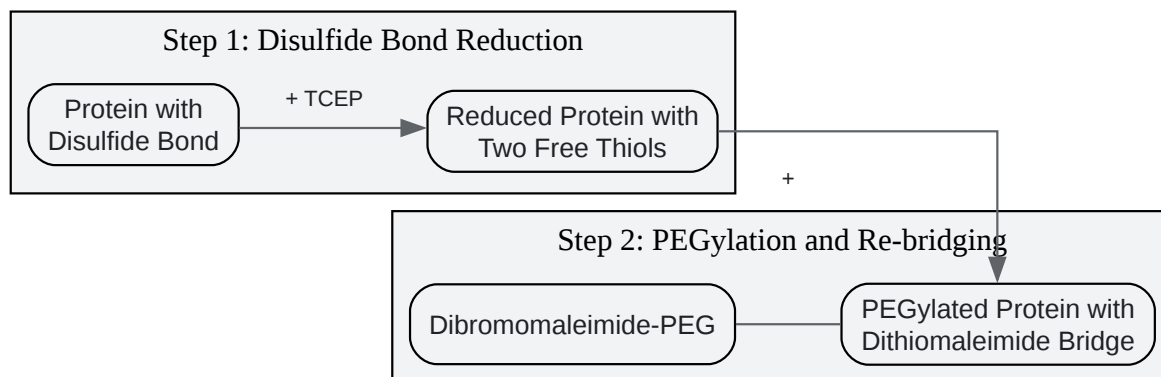 Step 1: Disulfide Bond Reduction
Protein with
Disulfide Bond
+ TCEP
Reduced Protein with
Two Free Thiols
+
Step 2: PEGylation and Re-bridging
Dibromomaleimide-PEG
PEGylated Protein with
Dithiomaleimide Bridge